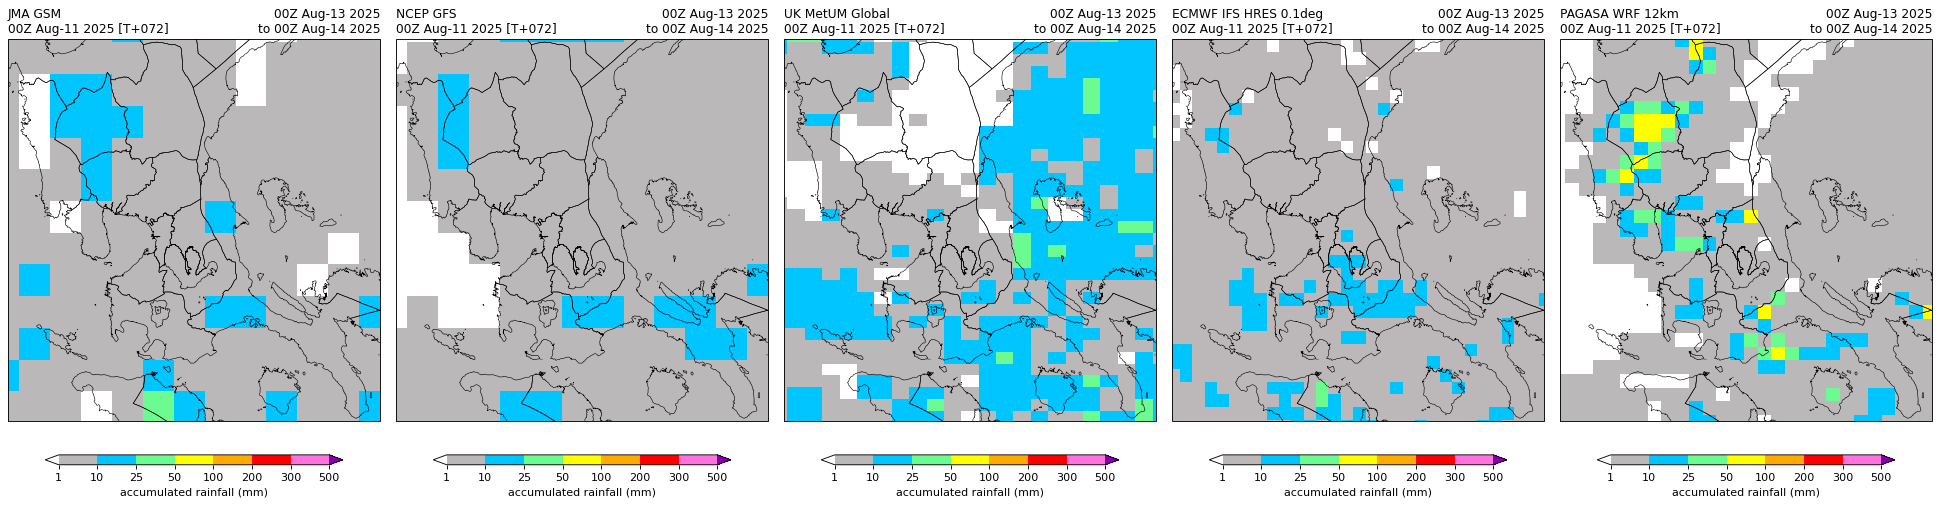 JMA GSM 00Z Aug-13 2025
00Z Aug-11 2025 [T+072] to 00Z Aug-14 2025
1 10 25 50 100 200 300 500
accumulated rainfall (mm)
NCEP GFS 00Z Aug-13 2025
00Z Aug-11 2025 [T+072] to 00Z Aug-14 2025
1 10 25 50 100 200 300 500
accumulated rainfall (mm)
UK MetUM Global 00Z Aug-13 2025
00Z Aug-11 2025 [T+072] to 00Z Aug-14 2025
1 10 25 50 100 200 300 500
accumulated rainfall (mm)
ECMWF IFS HRES 0.1deg 00Z Aug-13 2025
00Z Aug-11 2025 [T+072] to 00Z Aug-14 2025
1 10 25 50 100 200 300 500
accumulated rainfall (mm)
PAGASA WRF 12km 00Z Aug-13 2025
00Z Aug-11 2025 [T+072] to 00Z Aug-14 2025
1 10 25 50 100 200 300 500
accumulated rainfall (mm)